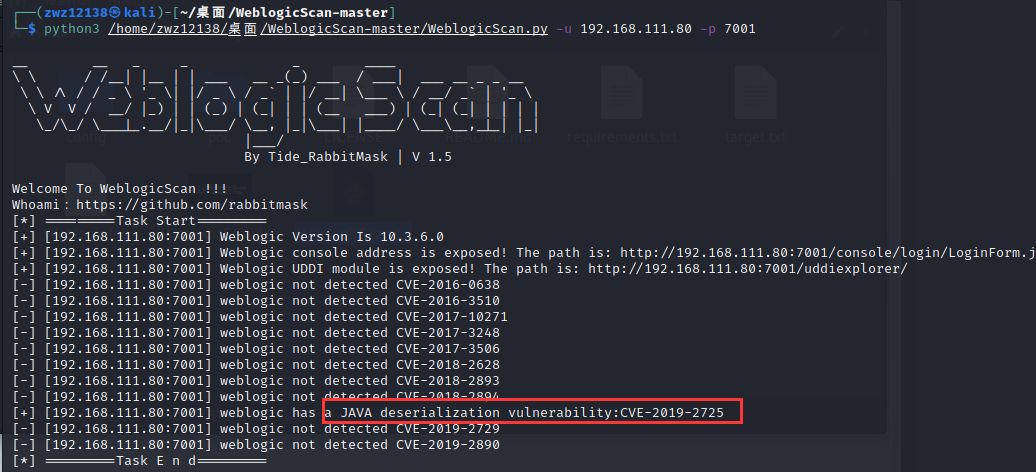 (zwz12138㉿kali)-[~/桌面/WeblogicScan-master]
$ python3 /home/zwz12138/桌面/WeblogicScan-master/WeblogicScan.py -u 192.168.111.80 -p 7001
Weblogic Scan
By Tide_RabbitMask | V 1.5
Welcome To WeblogicScan !!!
Whoami：https://github.com/rabbitmask
[*] =========Task Start=========
[+] [192.168.111.80:7001] Weblogic Version Is 10.3.6.0
[+] [192.168.111.80:7001] Weblogic console address is exposed! The path is: http://192.168.111.80:7001/console/login/LoginForm.j
[+] [192.168.111.80:7001] Weblogic UDDI module is exposed! The path is: http://192.168.111.80:7001/uddiexplorer/
[-] [192.168.111.80:7001] weblogic not detected CVE-2016-0638
[-] [192.168.111.80:7001] weblogic not detected CVE-2016-3510
[-] [192.168.111.80:7001] weblogic not detected CVE-2017-10271
[-] [192.168.111.80:7001] weblogic not detected CVE-2017-3248
[-] [192.168.111.80:7001] weblogic not detected CVE-2017-3506
[-] [192.168.111.80:7001] weblogic not detected CVE-2018-2628
[-] [192.168.111.80:7001] weblogic not detected CVE-2018-2893
[-] [192.168.111.80:7001] weblogic not detected CVE-2018-2894
[+] [192.168.111.80:7001] weblogic has a JAVA deserialization vulnerability:CVE-2019-2725
[-] [192.168.111.80:7001] weblogic not detected CVE-2019-2729
[-] [192.168.111.80:7001] weblogic not detected CVE-2019-2890
[*] =========Task E n d=========
config
requirements.txt
target.txt